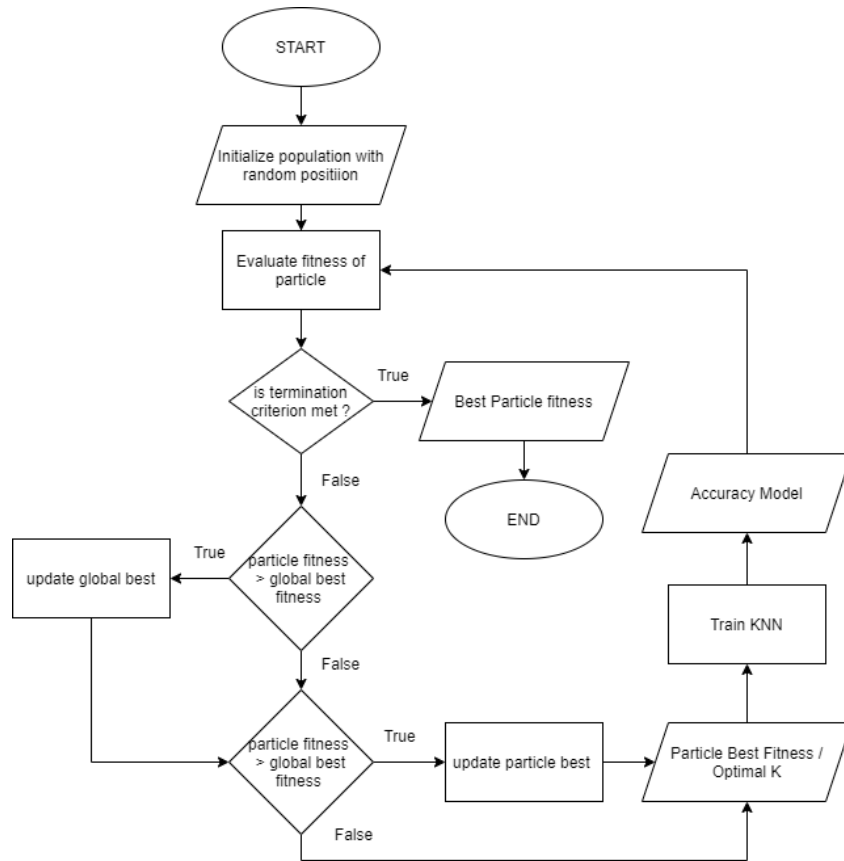 START
Initialize population with
random positiion
Evaluate fitness of
particle
is termination
criterion met ?
True
Best Particle fitness
False
END
Accuracy Model
particle fitness
> global best
fitness
True
update global best
Train KNN
False
particle fitness
> global best
fitness
True
update particle best
Particle Best Fitness /
Optimal K
False